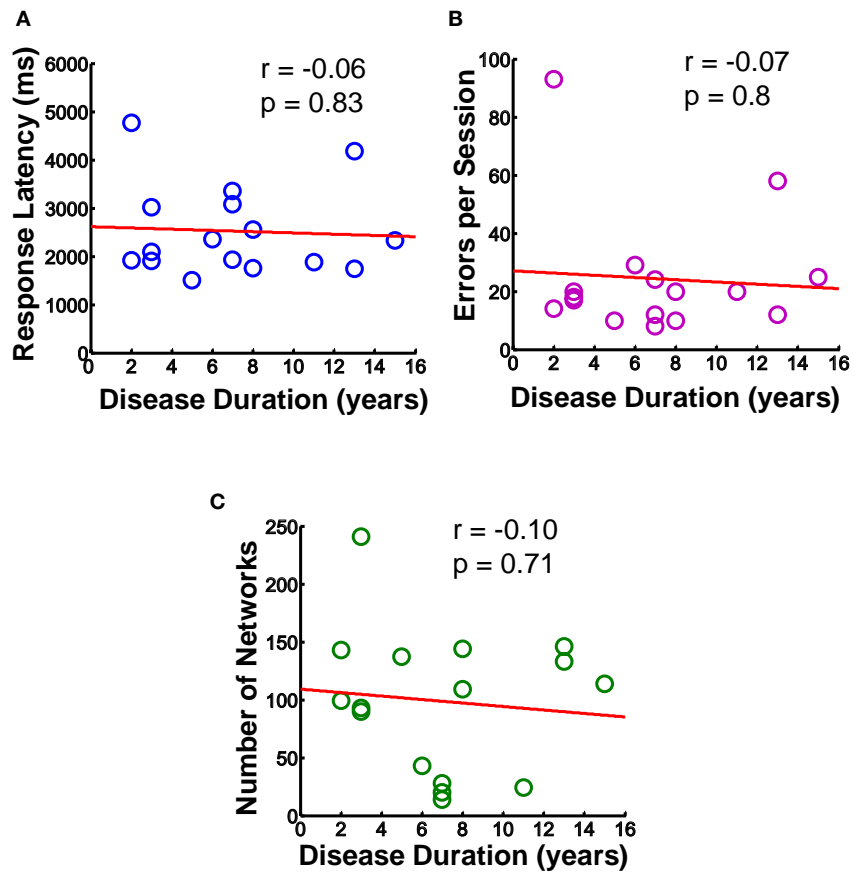 A
Response Latency (ms)
6000
5000
4000
3000
2000
1000
0
0 2 4 6 8 10 12 14 16
r = -0.06
p = 0.83
Disease Duration (years)
B
Errors per Session
100
80
60
40
20
0
0 2 4 6 8 10 12 14 16
r = -0.07
p = 0.8
Disease Duration (years)
C
Number of Networks
250
200
150
100
50
0
0 2 4 6 8 10 12 14 16
r = -0.10
p = 0.71
Disease Duration (years)